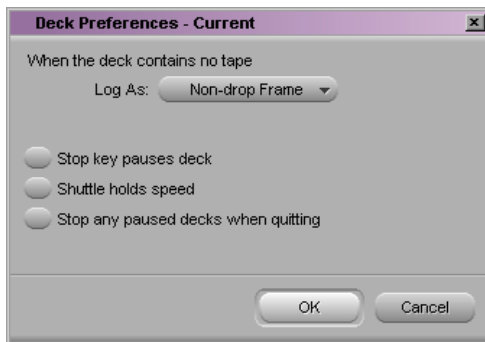 Deck Preferences - Current
When the deck contains no tape
Log As: Non-drop Frame
Stop key pauses deck
Shuttle holds speed
Stop any paused decks when quitting
OK Cancel